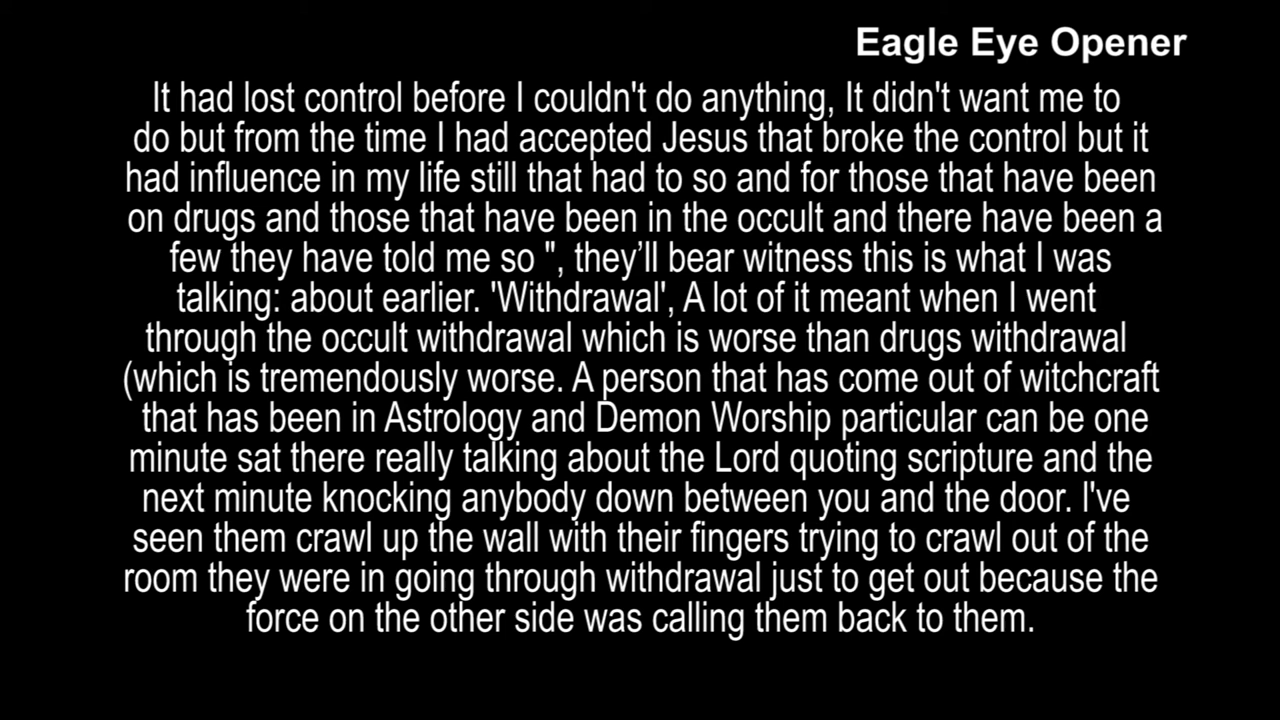 Eagle Eye Opener
It had lost control before I couldn't do anything, It didn't want me to
do but from the time I had accepted Jesus that broke the control but it
had influence in my life still that had to so and for those that have been
on drugs and those that have been in the occult and there have been a
few they have told me so ", they’ll bear witness this is what I was
talking: about earlier. 'Withdrawal', A lot of it meant when I went
through the occult withdrawal which is worse than drugs withdrawal
(which is tremendously worse. A person that has come out of witchcraft
that has been in Astrology and Demon Worship particular can be one
minute sat there really talking about the Lord quoting scripture and the
next minute knocking anybody down between you and the door. I've
seen them crawl up the wall with their fingers trying to crawl out of the
room they were in going through withdrawal just to get out because the
force on the other side was calling them back to them.